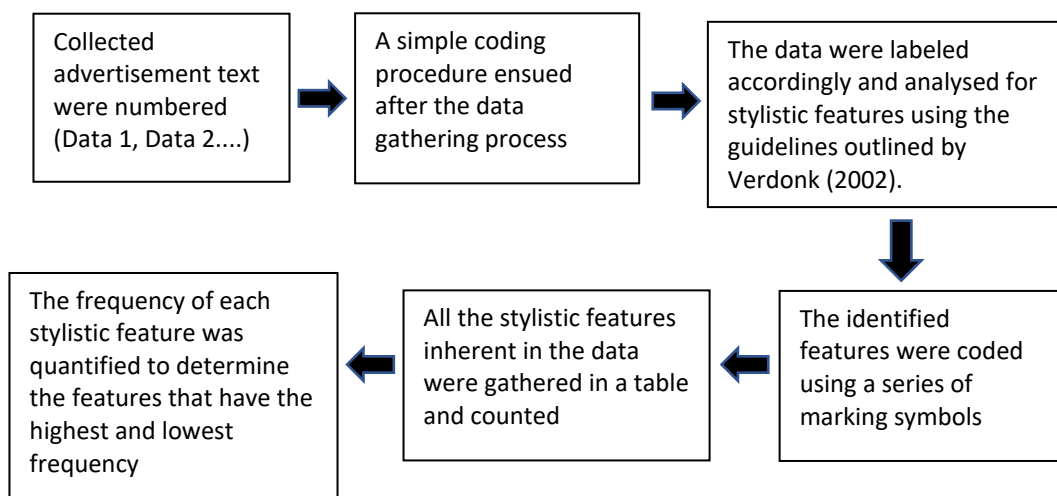 Collected
advertisement text
were numbered
(Data 1, Data 2....)
A simple coding
procedure ensued
after the data
gathering process
The data were labeled
accordingly and analysed for
stylistic features using the
guidelines outlined by
Verdonk (2002).
The identified
features were coded
using a series of
marking symbols
All the stylistic features
inherent in the data
were gathered in a table
and counted
The frequency of each
stylistic feature was
quantified to determine
the features that have the
highest and lowest
frequency